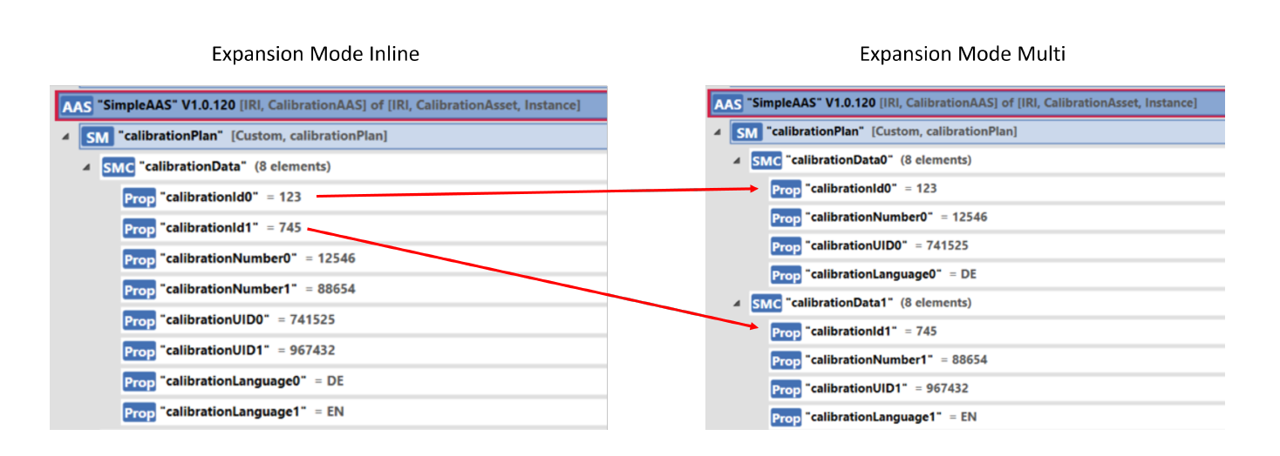 Expansion Mode Inline
AAS "SimpleAAS" V1.0.120 [IRI, CalibrationAAS] of [IRI, CalibrationAsset, Instance]
SM "calibrationPlan" [Custom, calibrationPlan]
SMC "calibrationData" (8 elements)
Prop "calibrationId0" = 123
Prop "calibrationId1" = 745
Prop "calibrationNumber0" = 12546
Prop "calibrationNumber1" = 88654
Prop "calibrationUID0" = 741525
Prop "calibrationUID1" = 967432
Prop "calibrationLanguage0" = DE
Prop "calibrationLanguage1" = EN
Expansion Mode Multi
AAS "SimpleAAS" V1.0.120 [IRI, CalibrationAAS] of [IRI, CalibrationAsset, Instance]
SM "calibrationPlan" [Custom, calibrationPlan]
SMC "calibrationData0" (8 elements)
Prop "calibrationId0" = 123
Prop "calibrationNumber0" = 12546
Prop "calibrationUID0" = 741525
Prop "calibrationLanguage0" = DE
SMC "calibrationData1" (8 elements)
Prop "calibrationId1" = 745
Prop "calibrationNumber1" = 88654
Prop "calibrationUID1" = 967432
Prop "calibrationLanguage1" = EN